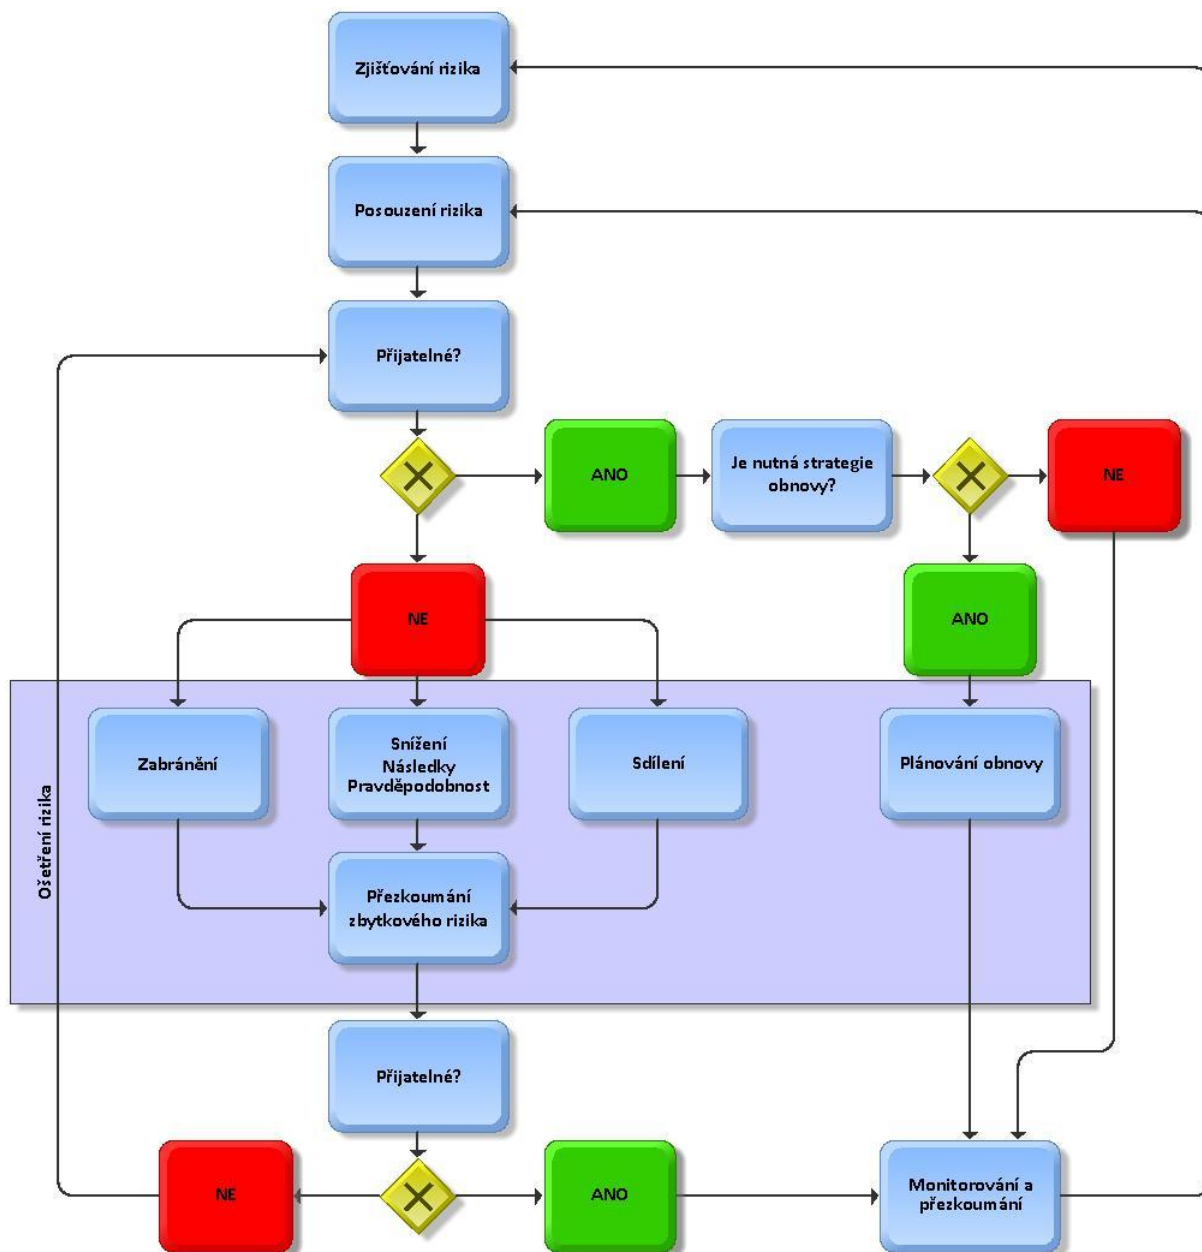 Zjišťování rizika
Posouzení rizika
Přijatelné?
ANO
Je nutná strategie
obnovy?
NE
NE
ANO
Zabránění
Snížení
Následky
Pravděpodobnost
Sdílení
Plánování obnovy
Ošetření rizika
Přezkoumání
zbytkového rizika
Přijatelné?
NE
ANO
Monitorování a
přezkoumání